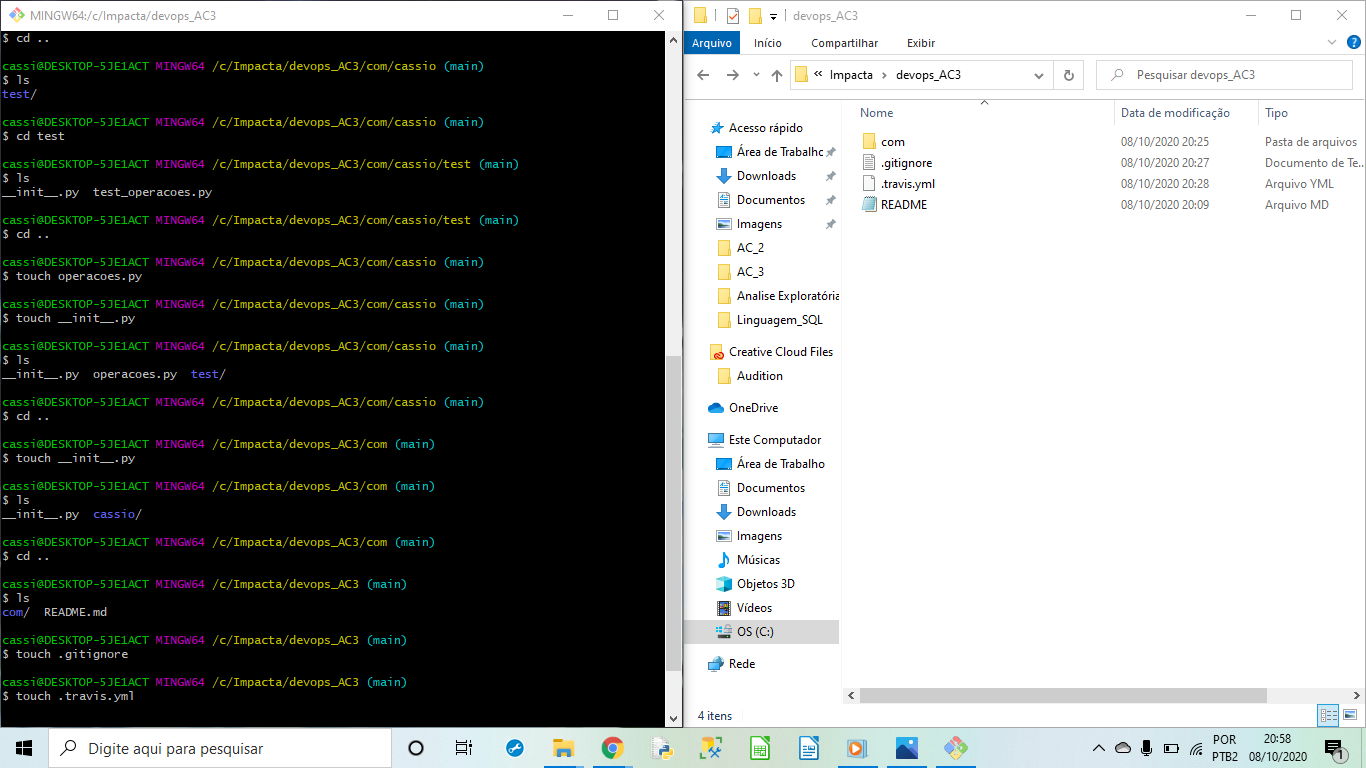 MINGW64:/c/Impacta/devops_AC3
$ cd ..
cassi@DESKTOP-5JE1ACT MINGW64 /c/Impacta/devops_AC3/com/cassio (main)
$ ls
test/
cassi@DESKTOP-5JE1ACT MINGW64 /c/Impacta/devops_AC3/com/cassio (main)
$ cd test
cassi@DESKTOP-5JE1ACT MINGW64 /c/Impacta/devops_AC3/com/cassio/test (main)
$ ls
__init__.py  test_operacoes.py
cassi@DESKTOP-5JE1ACT MINGW64 /c/Impacta/devops_AC3/com/cassio/test (main)
$ cd ..
cassi@DESKTOP-5JE1ACT MINGW64 /c/Impacta/devops_AC3/com/cassio (main)
$ touch operacoes.py
cassi@DESKTOP-5JE1ACT MINGW64 /c/Impacta/devops_AC3/com/cassio (main)
$ touch __init__.py
cassi@DESKTOP-5JE1ACT MINGW64 /c/Impacta/devops_AC3/com/cassio (main)
$ ls
__init__.py  operacoes.py  test/
cassi@DESKTOP-5JE1ACT MINGW64 /c/Impacta/devops_AC3/com/cassio (main)
$ cd ..
cassi@DESKTOP-5JE1ACT MINGW64 /c/Impacta/devops_AC3/com (main)
$ touch __init__.py
cassi@DESKTOP-5JE1ACT MINGW64 /c/Impacta/devops_AC3/com (main)
$ ls
__init__.py  cassio/
cassi@DESKTOP-5JE1ACT MINGW64 /c/Impacta/devops_AC3/com (main)
$ cd ..
cassi@DESKTOP-5JE1ACT MINGW64 /c/Impacta/devops_AC3 (main)
$ ls
com/  README.md
cassi@DESKTOP-5JE1ACT MINGW64 /c/Impacta/devops_AC3 (main)
$ touch .gitignore
cassi@DESKTOP-5JE1ACT MINGW64 /c/Impacta/devops_AC3 (main)
$ touch .travis.yml
devops_AC3
Arquivo Início Compartilhar Exibir
« Impacta › devops_AC3
Pesquisar devops_AC3
Acesso rápido
Área de Trabalho
Downloads
Documentos
Imagens
AC_2
AC_3
Analise Exploratória
Linguagem_SQL
Creative Cloud Files
Audition
OneDrive
Este Computador
Área de Trabalho
Documentos
Downloads
Imagens
Músicas
Objetos 3D
Vídeos
OS (C:)
Rede
Nome Data de modificação Tipo
com 08/10/2020 20:25 Pasta de arquivos
.gitignore 08/10/2020 20:27 Documento de Te...
.travis.yml 08/10/2020 20:28 Arquivo YML
README 08/10/2020 20:09 Arquivo MD
4 itens
Digite aqui para pesquisar
POR
PTB2
20:58
08/10/2020
1